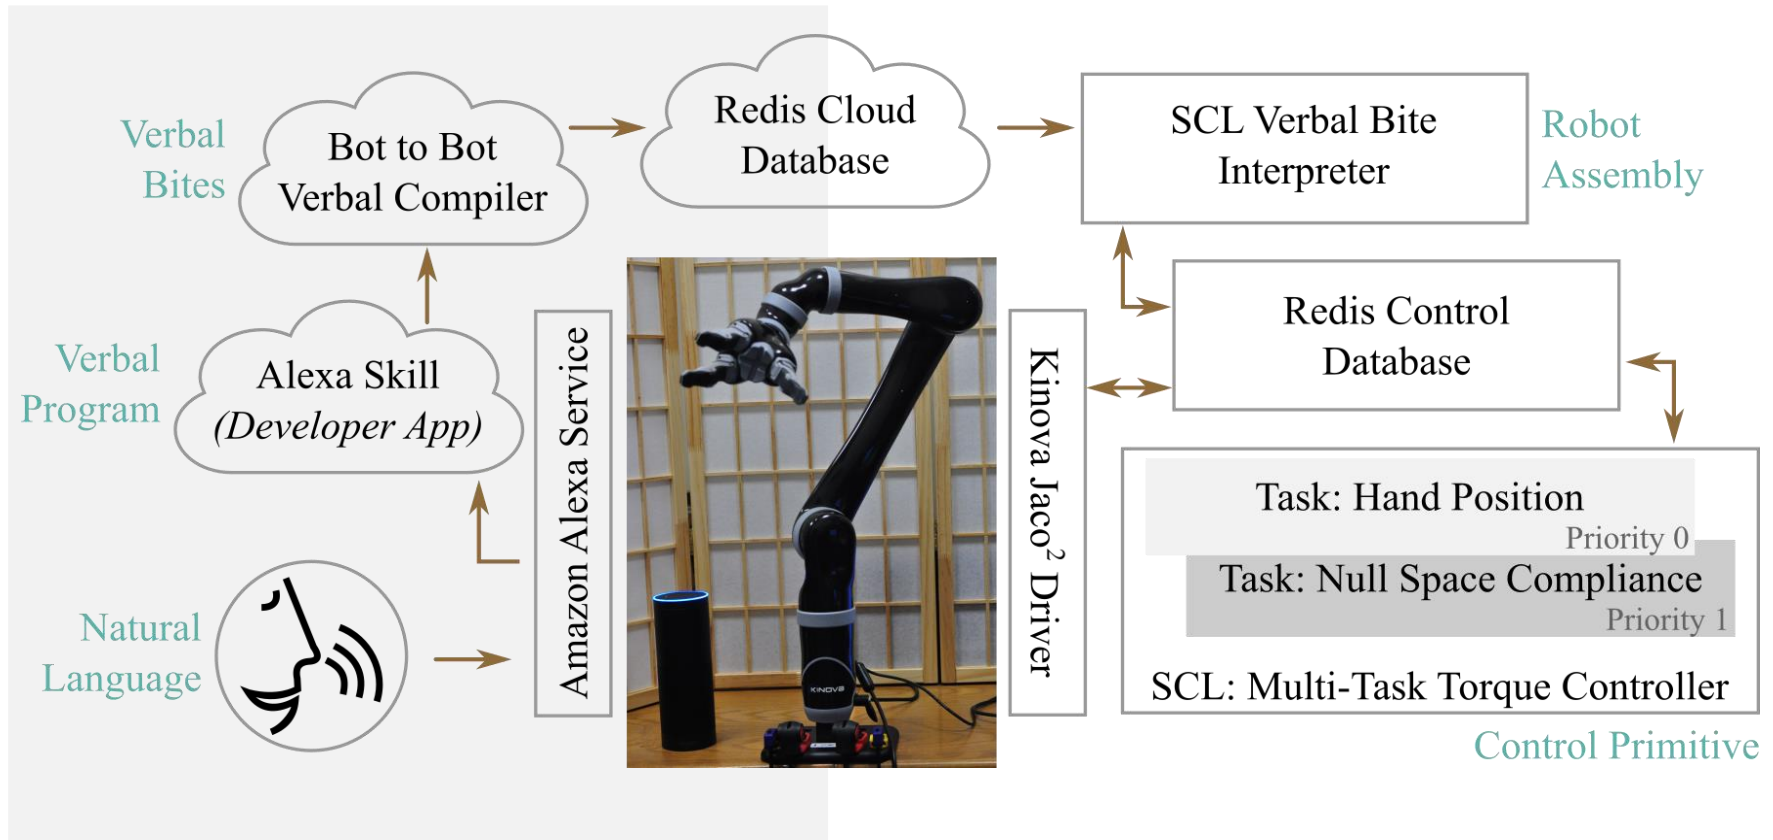 Verbal
Bites
Bot to Bot
Verbal Compiler
Redis Cloud
Database
SCL Verbal Bite
Interpreter
Robot
Assembly
Verbal
Program
Alexa Skill
(Developer App)
Amazon Alexa Service
KINOVA
Kinova Jaco² Driver
Redis Control
Database
Natural
Language
Task: Hand Position
Priority 0
Task: Null Space Compliance
Priority 1
SCL: Multi-Task Torque Controller
Control Primitive